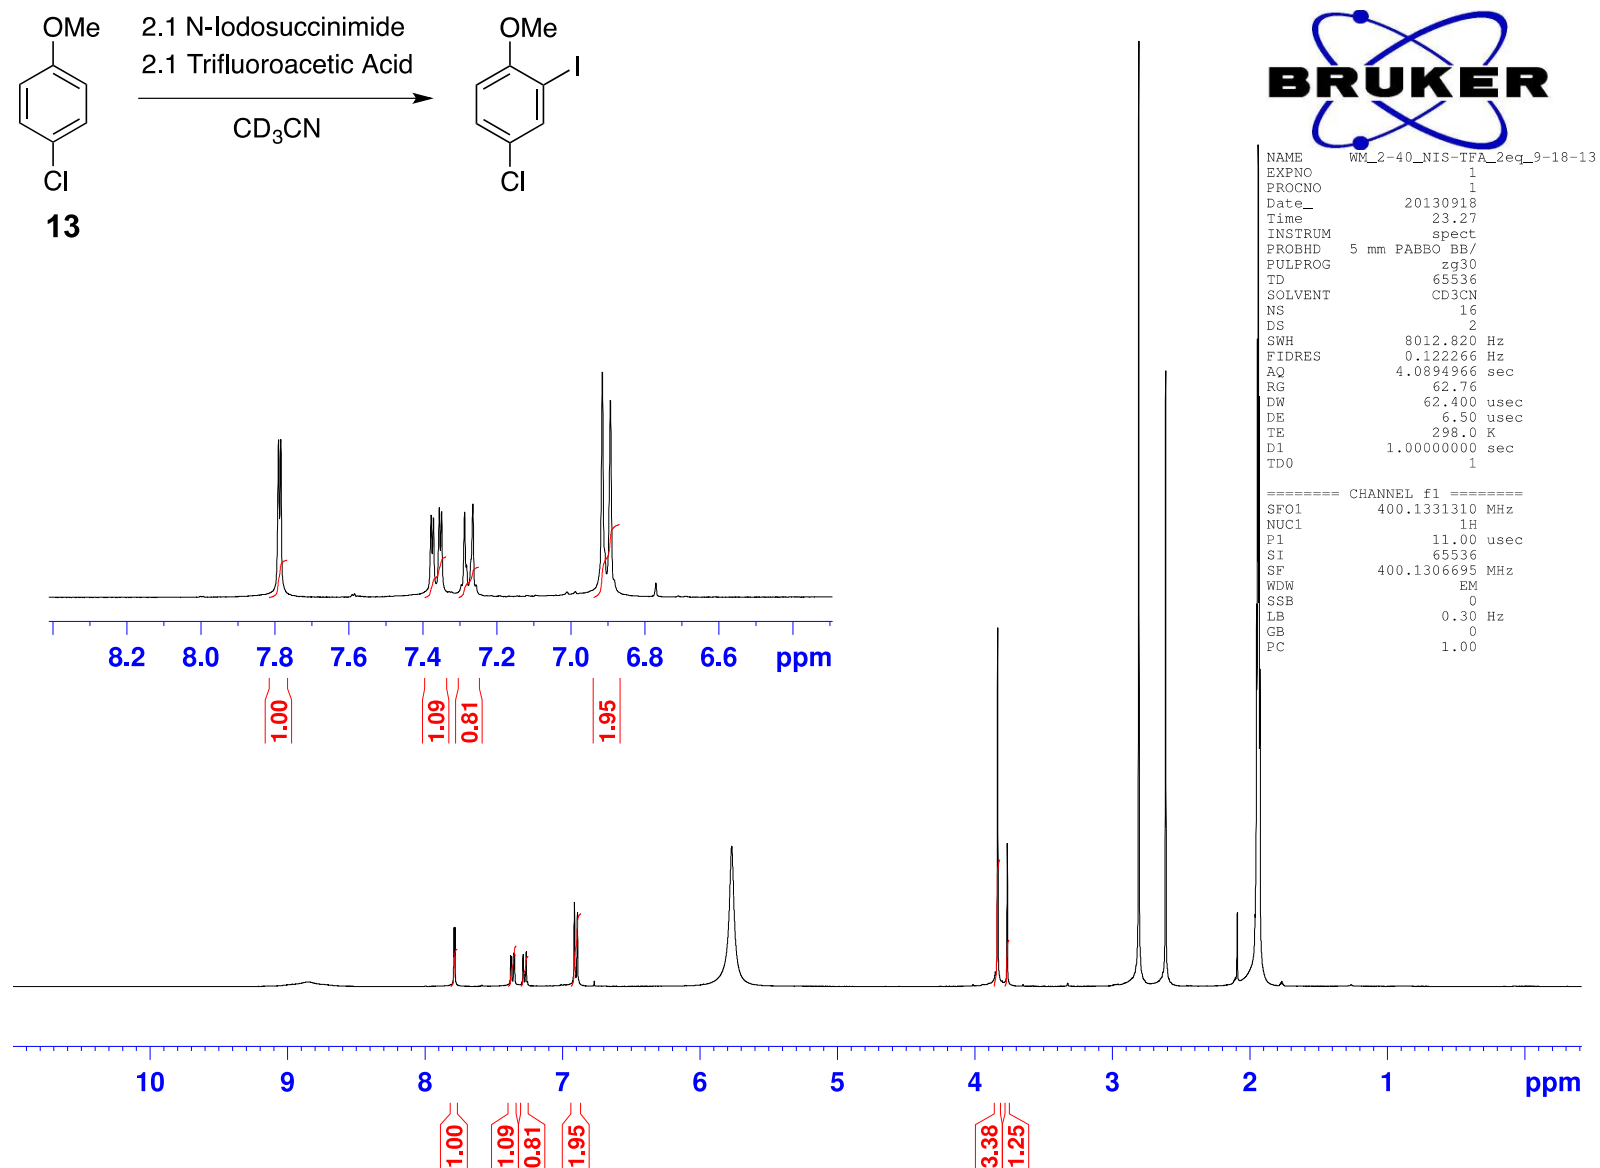 OMe
2.1 N-Iodosuccinimide
2.1 Trifluoroacetic Acid
CD3CN
Cl
13
OMe
I
Cl
BRUKER
NAME WM_2-40_NIS-TFA_2eq_9-18-13
EXPNO 1
PROCNO 1
Date_ 20130918
Time 23.27
INSTRUM spect
PROBHD 5 mm PABBO BB/
PULPROG zg30
TD 65536
SOLVENT CD3CN
NS 16
DS 2
SWH 8012.820 Hz
FIDRES 0.122266 Hz
AQ 4.0894966 sec
RG 62.76
DW 62.400 usec
DE 6.50 usec
TE 298.0 K
D1 1.00000000 sec
TD0 1
======== CHANNEL f1 ========
SFO1 400.1331310 MHz
NUC1 1H
P1 11.00 usec
SI 65536
SF 400.1306695 MHz
WDW EM
SSB 0
LB 0.30 Hz
GB 0
PC 1.00
8.2 8.0 7.8 7.6 7.4 7.2 7.0 6.8 6.6 ppm
1.00 1.09 0.81 1.95
10 9 8 7 6 5 4 3 2 1 ppm
1.00 1.09 0.81 1.95 3.38 1.25